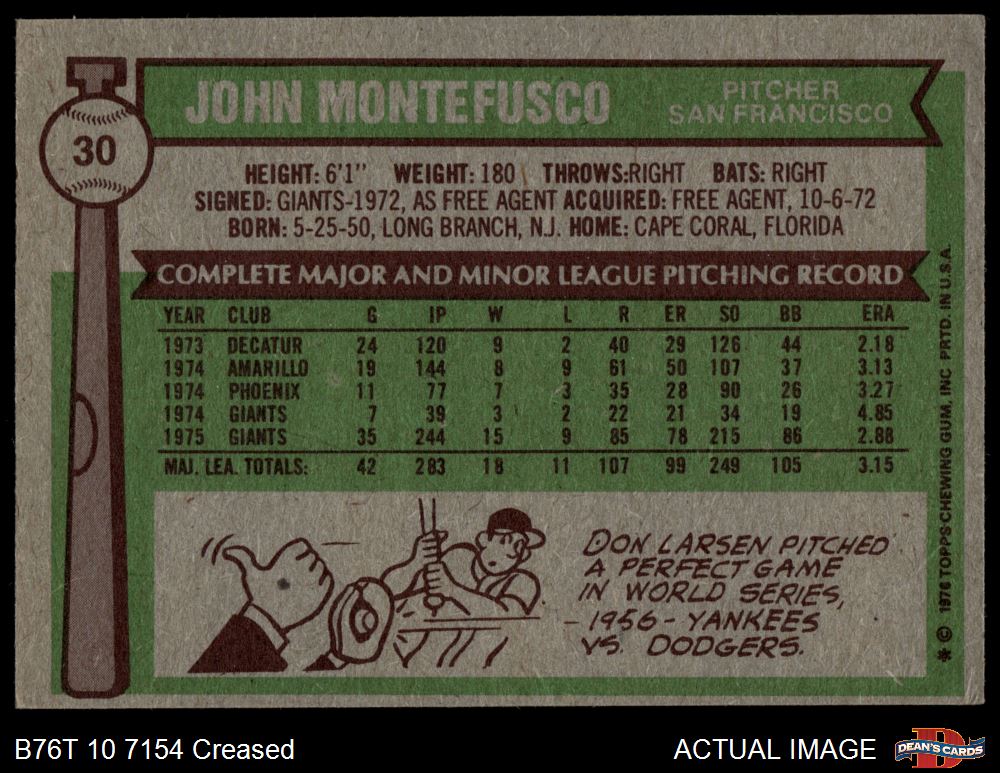 JOHN MONTEFUSCO
PITCHER
SAN FRANCISCO
30
HEIGHT: 6'1" WEIGHT: 180 THROWS:RIGHT BATS: RIGHT
SIGNED: GIANTS-1972, AS FREE AGENT ACQUIRED: FREE AGENT, 10-6-72
BORN: 5-25-50, LONG BRANCH, N.J. HOME: CAPE CORAL, FLORIDA
COMPLETE MAJOR AND MINOR LEAGUE PITCHING RECORD
YEAR CLUB G IP W L R ER SO BB ERA
1973 DECATUR 24 120 9 2 40 29 126 44 2.18
1974 AMARILLO 19 144 8 9 61 50 107 37 3.13
1974 PHOENIX 11 77 7 3 35 28 90 26 3.27
1974 GIANTS 7 39 3 2 22 21 34 19 4.85
1975 GIANTS 35 244 15 9 85 78 215 86 2.88
MAJ. LEA. TOTALS: 42 283 18 11 107 99 249 105 3.15
DON LARSEN PITCHED
A PERFECT GAME
IN WORLD SERIES,
1956 - YANKEES
VS. DODGERS.
* © 1976 TOPPS CHEWING GUM, INC PRTD. IN U.S.A.
B76T 10 7154 Creased
ACTUAL IMAGE
DEAN'S CARDS